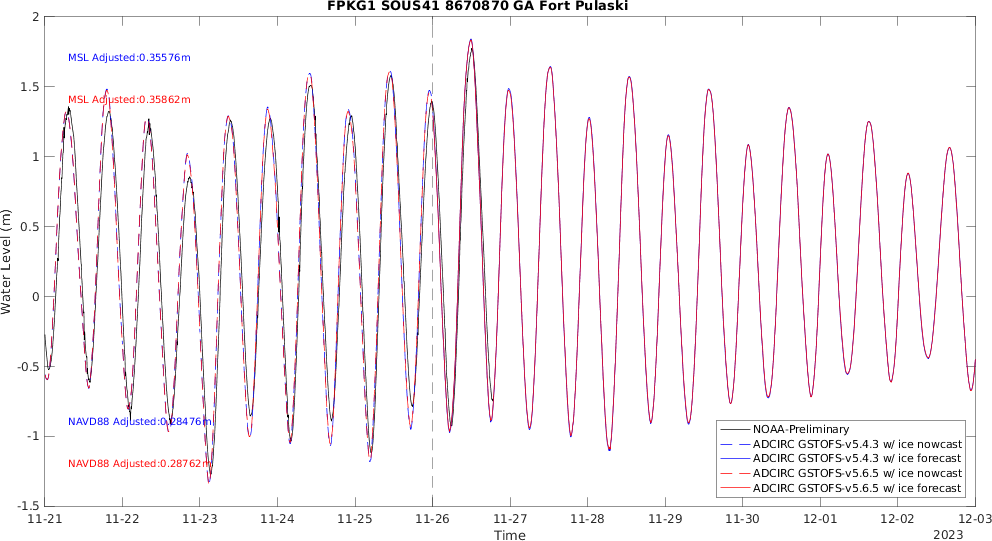 FPKG1 SOUS41 8670870 GA Fort Pulaski
2
1.5
1
0.5
0
-0.5
-1
-1.5
Water Level (m)
MSL Adjusted:0.35576m
MSL Adjusted:0.35862m
NAVD88 Adjusted:0.28476m
NAVD88 Adjusted:0.28762m
NOAA-Preliminary
ADCIRC GSTOFS-v5.4.3 w/ ice nowcast
ADCIRC GSTOFS-v5.4.3 w/ ice forecast
ADCIRC GSTOFS-v5.6.5 w/ ice nowcast
ADCIRC GSTOFS-v5.6.5 w/ ice forecast
11-21 11-22 11-23 11-24 11-25 11-26 11-27 11-28 11-29 11-30 12-01 12-02 12-03
Time
2023